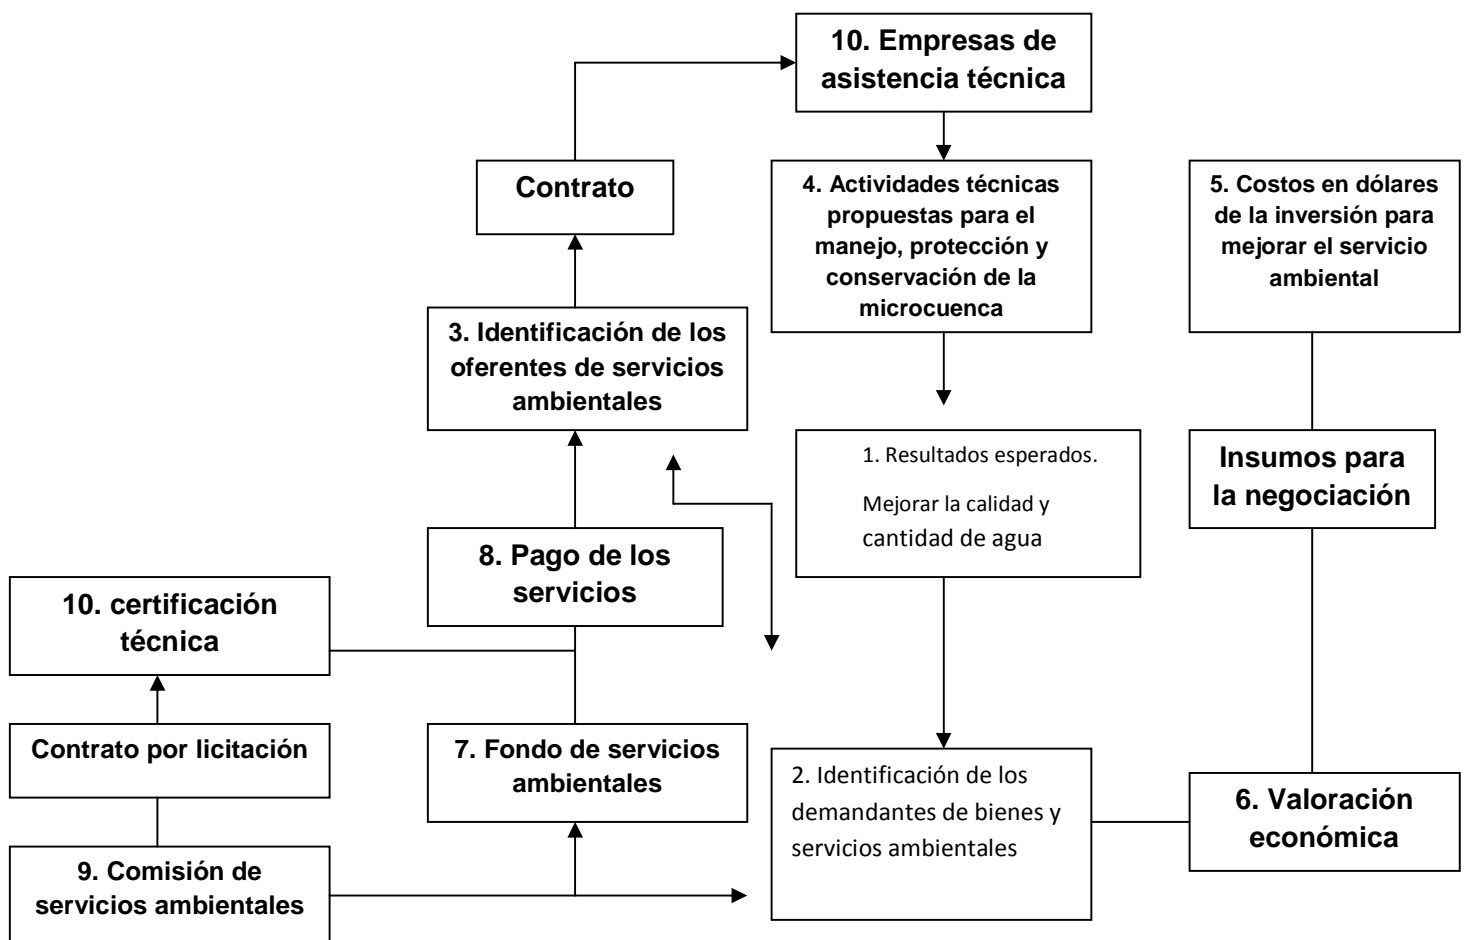 10. Empresas de
asistencia técnica
Contrato
4. Actividades técnicas
propuestas para el
manejo, protección y
conservación de la
microcuenca
5. Costos en dólares
de la inversión para
mejorar el servicio
ambiental
3. Identificación de los
oferentes de servicios
ambientales
1. Resultados esperados.
Mejorar la calidad y
cantidad de agua
Insumos para
la negociación
8. Pago de los
servicios
10. certificación
técnica
Contrato por licitación
7. Fondo de servicios
ambientales
2. Identificación de los
demandantes de bienes y
servicios ambientales
6. Valoración
económica
9. Comisión de
servicios ambientales